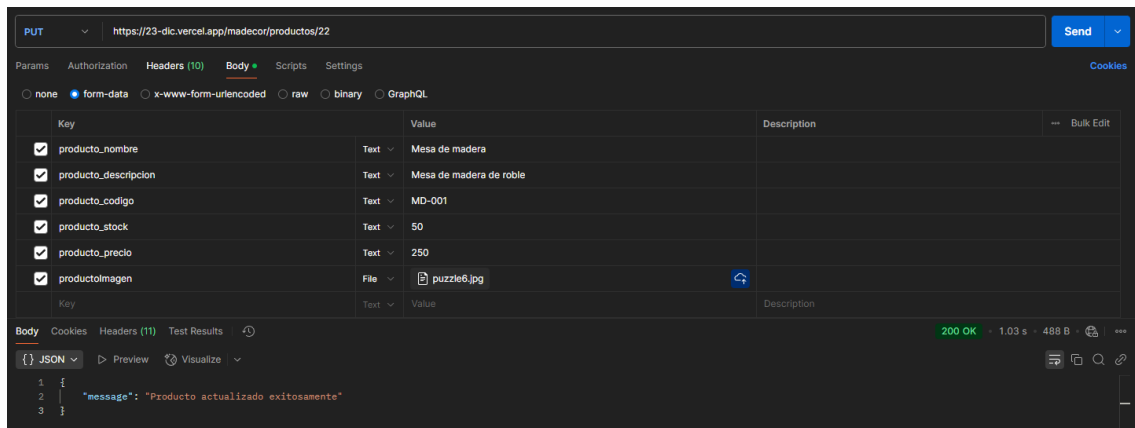 PUT https://23-dic.vercel.app/madecor/productos/22 Send
Params Authorization Headers (10) Body Scripts Settings Cookies
none form-data x-www-form-urlencoded raw binary GraphQL
Key Value Description ••• Bulk Edit
producto_nombre Text Mesa de madera
producto_descripcion Text Mesa de madera de roble
producto_codigo Text MD-001
producto_stock Text 50
producto_precio Text 250
productoImagen File puzzle6.jpg
Key Text Value Description
Body Cookies Headers (11) Test Results 200 OK • 1.03 s • 488 B •
{} JSON Preview Visualize
1 {
2 "message": "Producto actualizado exitosamente"
3 }